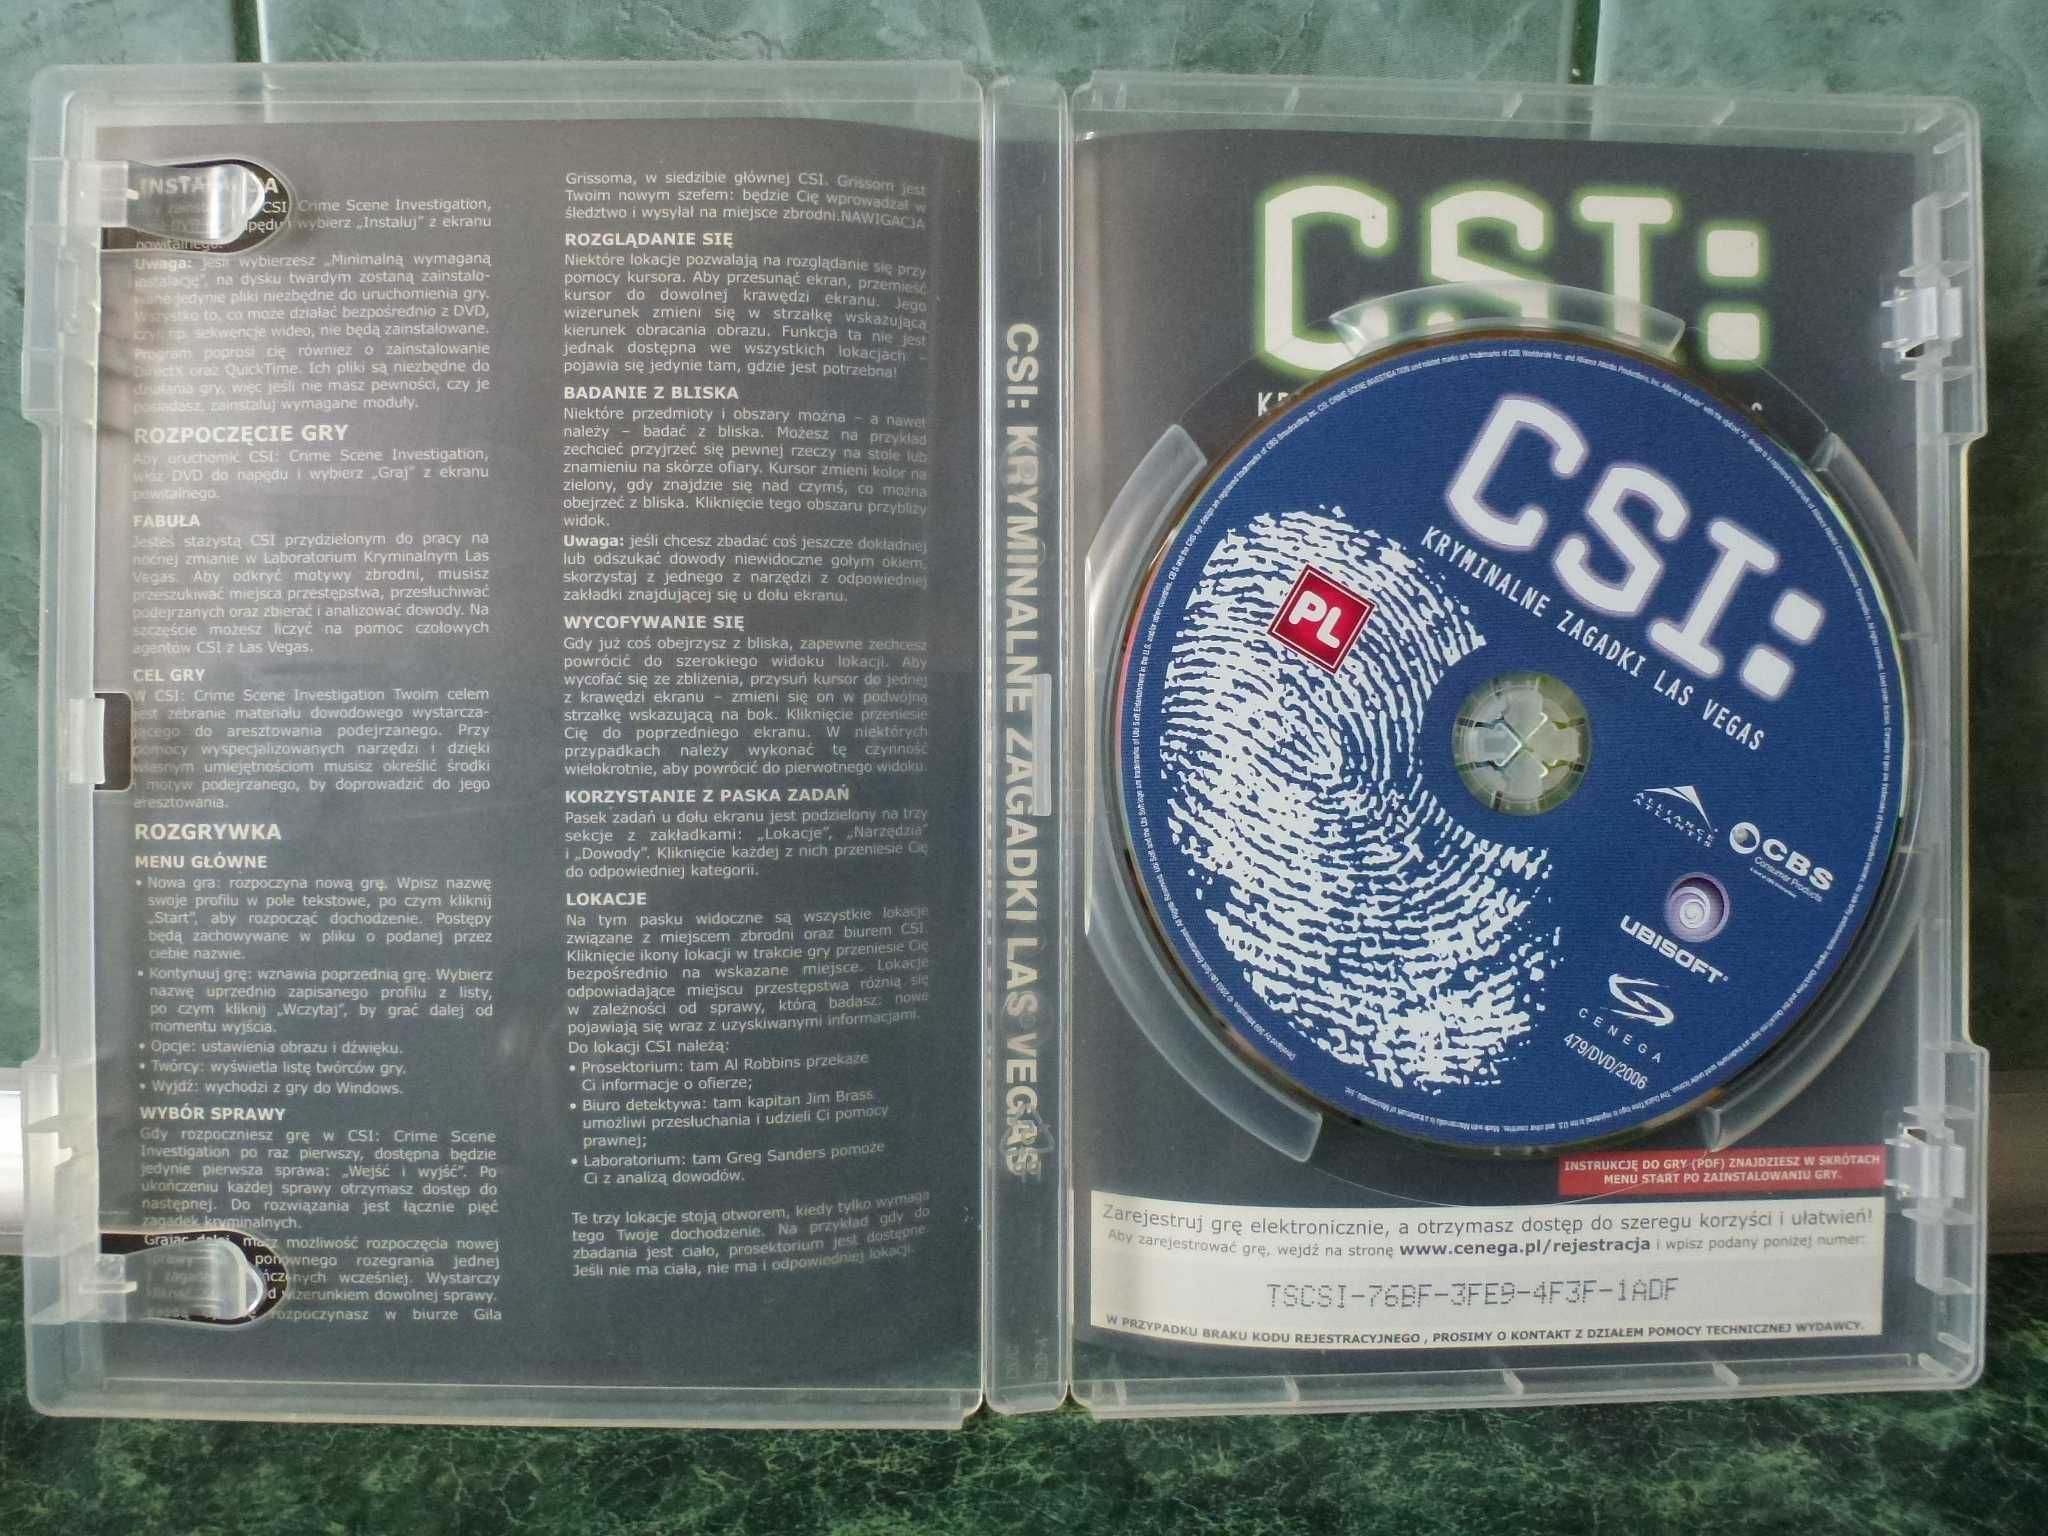 INSTALACJA
CSI: Crime Scene Investigation,
wybierz „Instaluj” z ekranu
powitalnego.
Uwaga: jeśli wybierzesz „Minimalną wymaganą
instalację”, na dysku twardym zostaną zainstalo-
wane jedynie pliki niezbędne do uruchomienia gry.
Wszystko to, co może działać bezpośrednio z DVD,
czyli np. sekwencje wideo, nie będą zainstalowane.
Program poprosi cię również o zainstalowanie
DirectX oraz QuickTime. Ich pliki są niezbędne do
działania gry, więc jeśli nie masz pewności, czy je
posiadasz, zainstaluj wymagane moduły.
ROZPOCZĘCIE GRY
Aby uruchomić CSI: Crime Scene Investigation,
włóż DVD do napędu i wybierz „Graj” z ekranu
powitalnego.
FABUŁA
Jesteś stażystą CSI przydzielonym do pracy na
nocnej zmianie w Laboratorium Kryminalnym Las
Vegas. Aby odkryć motywy zbrodni, musisz
przeszukiwać miejsca przestępstwa, przesłuchiwać
podejrzanych oraz zbierać i analizować dowody. Na
szczęście możesz liczyć na pomoc czołowych
agentów CSI z Las Vegas.
CEL GRY
W CSI: Crime Scene Investigation Twoim celem
jest zebranie materiału dowodowego wystarcza-
jącego do aresztowania podejrzanego. Przy
pomocy wyspecjalizowanych narzędzi i dzięki
własnym umiejętnościom musisz określić środki
i motyw podejrzanego, by doprowadzić do jego
aresztowania.
ROZGRYWKA
MENU GŁÓWNE
• Nowa gra: rozpoczyna nową grę. Wpisz nazwę
swoje profilu w pole tekstowe, po czym kliknij
„Start”, aby rozpocząć dochodzenie. Postępy
będą zachowywane w pliku o podanej przez
ciebie nazwie.
• Kontynuuj grę: wznawia poprzednią grę. Wybierz
nazwę uprzednio zapisanego profilu z listy,
po czym kliknij „Wczytaj”, by grać dalej od
momentu wyjścia.
• Opcje: ustawienia obrazu i dźwięku.
• Twórcy: wyświetla listę twórców gry.
• Wyjdź: wychodzi z gry do Windows.
WYBÓR SPRAWY
Gdy rozpoczniesz grę w CSI: Crime Scene
Investigation po raz pierwszy, dostępna będzie
jedynie pierwsza sprawa: „Wejść i wyjść”. Po
ukończeniu każdej sprawy otrzymasz dostęp do
następnej. Do rozwiązania jest łącznie pięć
zagadek kryminalnych.
Grając dalej, masz możliwość rozpoczęcia nowej
sprawy ponownego rozegrania jednej
z zagadek wcześniej. Wystarczy
wizerunkiem dowolnej sprawy.
rozpoczynasz w biurze Gila
Grissoma, w siedzibie głównej CSI. Grissom jest
Twoim nowym szefem: będzie Cię wprowadzał w
śledztwo i wysyłał na miejsce zbrodni.NAWIGACJA
ROZGLĄDANIE SIĘ
Niektóre lokacje pozwalają na rozglądanie się przy
pomocy kursora. Aby przesunąć ekran, przemieść
kursor do dowolnej krawędzi ekranu. Jego
wizerunek zmieni się w strzałkę wskazującą
kierunek obracania obrazu. Funkcja ta nie jest
jednak dostępna we wszystkich lokacjach –
pojawia się jedynie tam, gdzie jest potrzebna!
BADANIE Z BLISKA
Niektóre przedmioty i obszary można – a nawet
należy – badać z bliska. Możesz na przykład
zechcieć przyjrzeć się pewnej rzeczy na stole lub
znamieniu na skórze ofiary. Kursor zmieni kolor na
zielony, gdy znajdzie się nad czymś, co można
obejrzeć z bliska. Kliknięcie tego obszaru przybliży
widok.
Uwaga: jeśli chcesz zbadać coś jeszcze dokładniej
lub odszukać dowody niewidoczne gołym okiem,
skorzystaj z jednego z narzędzi z odpowiedniej
zakładki znajdującej się u dołu ekranu.
WYCOFYWANIE SIĘ
Gdy już coś obejrzysz z bliska, zapewne zechcesz
powrócić do szerokiego widoku lokacji. Aby
wycofać się ze zbliżenia, przysuń kursor do jednej
z krawędzi ekranu – zmieni się on w podwójną
strzałkę wskazującą na bok. Kliknięcie przeniesie
Cię do poprzedniego ekranu. W niektórych
przypadkach należy wykonać tę czynność
wielokrotnie, aby powrócić do pierwotnego widoku.
KORZYSTANIE Z PASKA ZADAŃ
Pasek zadań u dołu ekranu jest podzielony na trzy
sekcje z zakładkami: „Lokacje”, „Narzędzia”
i „Dowody”. Kliknięcie każdej z nich przeniesie Cię
do odpowiedniej kategorii.
LOKACJE
Na tym pasku widoczne są wszystkie lokacje
związane z miejscem zbrodni oraz biurem CSI.
Kliknięcie ikony lokacji w trakcie gry przeniesie Cię
bezpośrednio na wskazane miejsce. Lokacje
odpowiadające miejscu przestępstwa różnią się
w zależności od sprawy, którą badasz: nowe
pojawiają się wraz z uzyskiwanymi informacjami.
Do lokacji CSI należą:
• Prosektorium: tam Al Robbins przekaże
Ci informacje o ofierze;
• Biuro detektywa: tam kapitan Jim Brass
umożliwi przesłuchania i udzieli Ci pomocy
prawnej;
• Laboratorium: tam Greg Sanders pomoże
Ci z analizą dowodów.
Te trzy lokacje stoją otworem, kiedy tylko wymaga
tego Twoje dochodzenie. Na przykład gdy do
zbadania jest ciało, prosektorium jest dostępne.
Jeśli nie ma ciała, nie ma i odpowiedniej lokacji.
CSI: KRYMINALNE ZAGADKI LAS VEGAS
CSI:
CSI:
KRYMINALNE ZAGADKI LAS VEGAS
PL
ALLIANCE
ATLANTIS
CBS
Consumer Products
UBISOFT
CENEGA
479/DVD/2006
INSTRUKCJĘ DO GRY (PDF) ZNAJDZIESZ W SKRÓTACH
MENU START PO ZAINSTALOWANIU GRY.
Zarejestruj grę elektronicznie, a otrzymasz dostęp do szeregu korzyści i ułatwień!
Aby zarejestrować grę, wejdź na stronę www.cenega.pl/rejestracja i wpisz podany poniżej numer:
TSCSI-76BF-3FE9-4F3F-1ADF
W PRZYPADKU BRAKU KODU REJESTRACYJNEGO , PROSIMY O KONTAKT Z DZIAŁEM POMOCY TECHNICZNEJ WYDAWCY.